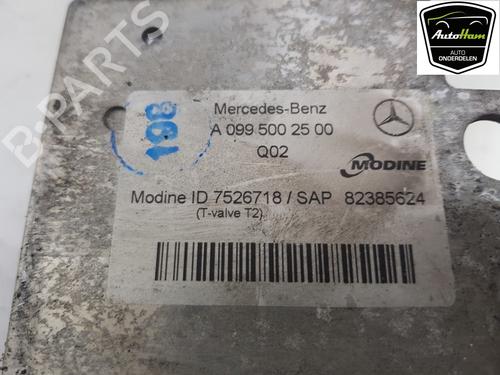 AutoHam
AUTO
ONDERDELEN
B-PARTS
198
Mercedes-Benz
A 099 500 25 00
Q02
MODINE
Modine ID 7526718 / SAP 82385624
(T-valve T2)